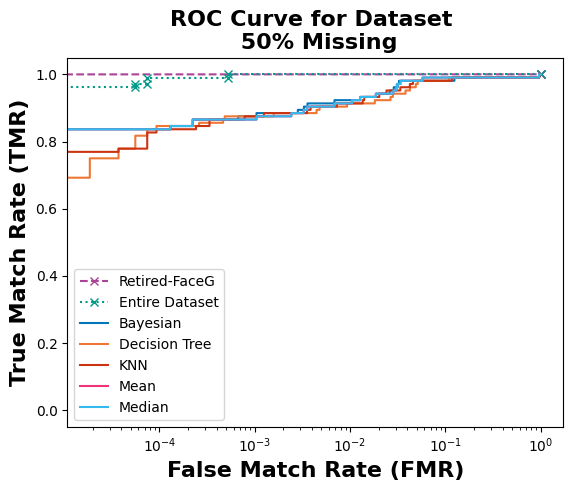 ROC Curve for Dataset
50% Missing
True Match Rate (TMR)
1.0
0.8
0.6
0.4
0.2
0.0
Retired-FaceG
Entire Dataset
Bayesian
Decision Tree
KNN
Mean
Median
10⁻⁴
10⁻³
10⁻²
10⁻¹
10⁰
False Match Rate (FMR)